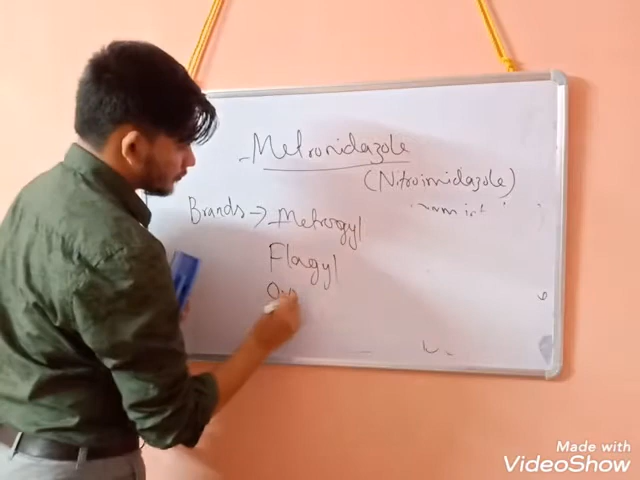 - Metronidazole
(Nitroimidazole)
Brands → Metrogyl
Flagyl
Made with
VideoShow